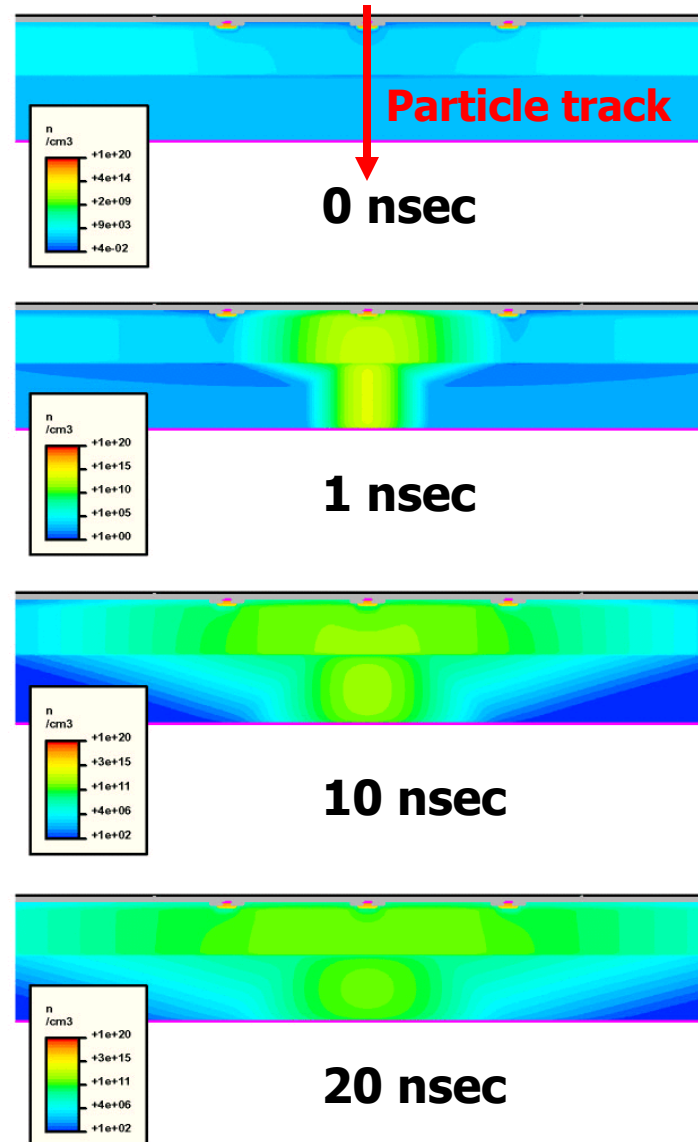 Particle track
n
/cm3
+1e+20
+4e+14
+2e+09
+9e+03
+4e-02
0 nsec
n
/cm3
+1e+20
+1e+15
+1e+10
+1e+05
+1e+00
1 nsec
n
/cm3
+1e+20
+3e+15
+1e+11
+4e+06
+1e+02
10 nsec
n
/cm3
+1e+20
+3e+15
+1e+11
+4e+06
+1e+02
20 nsec